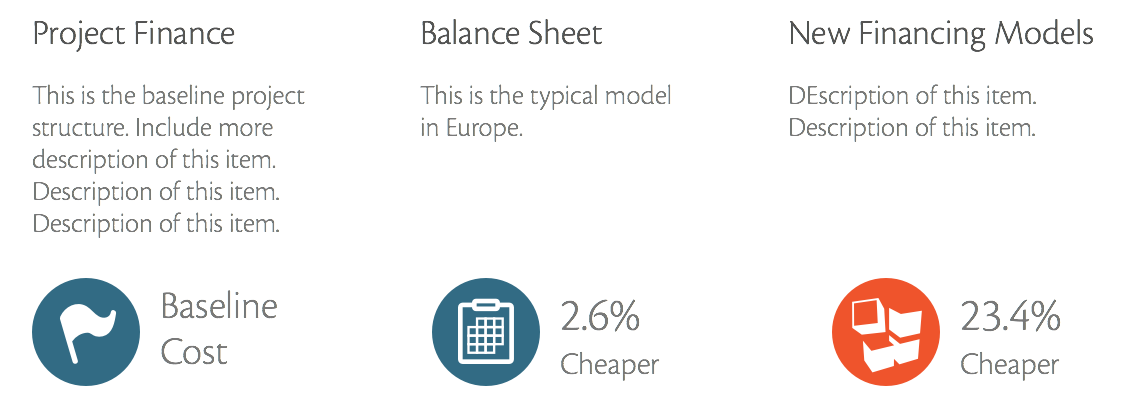 Project Finance
This is the baseline project
structure. Include more
description of this item.
Description of this item.
Description of this item.
Baseline
Cost
Balance Sheet
This is the typical model
in Europe.
2.6%
Cheaper
New Financing Models
DEscription of this item.
Description of this item.
23.4%
Cheaper